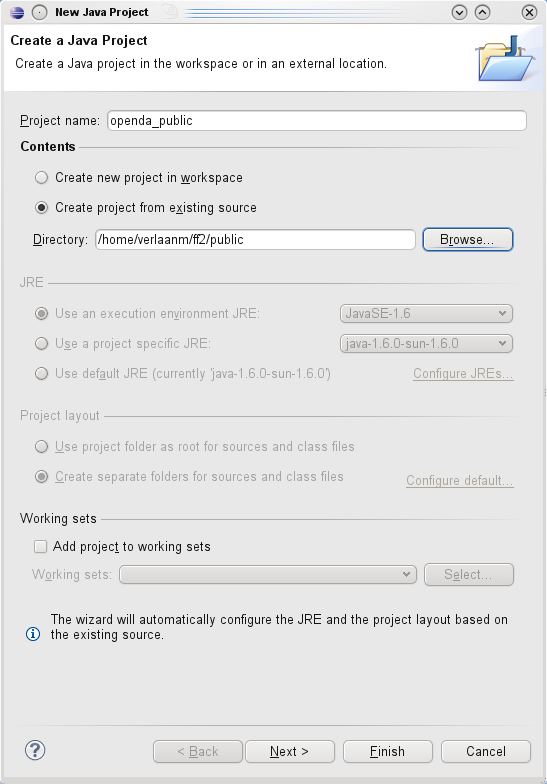 New Java Project
Create a Java Project
Create a Java project in the workspace or in an external location.
Project name: openda_public
Contents
Create new project in workspace
Create project from existing source
Directory: /home/verlaanm/ff2/public Browse...
JRE
Use an execution environment JRE: JavaSE-1.6
Use a project specific JRE: java-1.6.0-sun-1.6.0
Use default JRE (currently 'java-1.6.0-sun-1.6.0') Configure JREs...
Project layout
Use project folder as root for sources and class files
Create separate folders for sources and class files Configure default...
Working sets
Add project to working sets
Working sets: Select...
The wizard will automatically configure the JRE and the project layout based on
the existing source.
? < Back Next > Finish Cancel